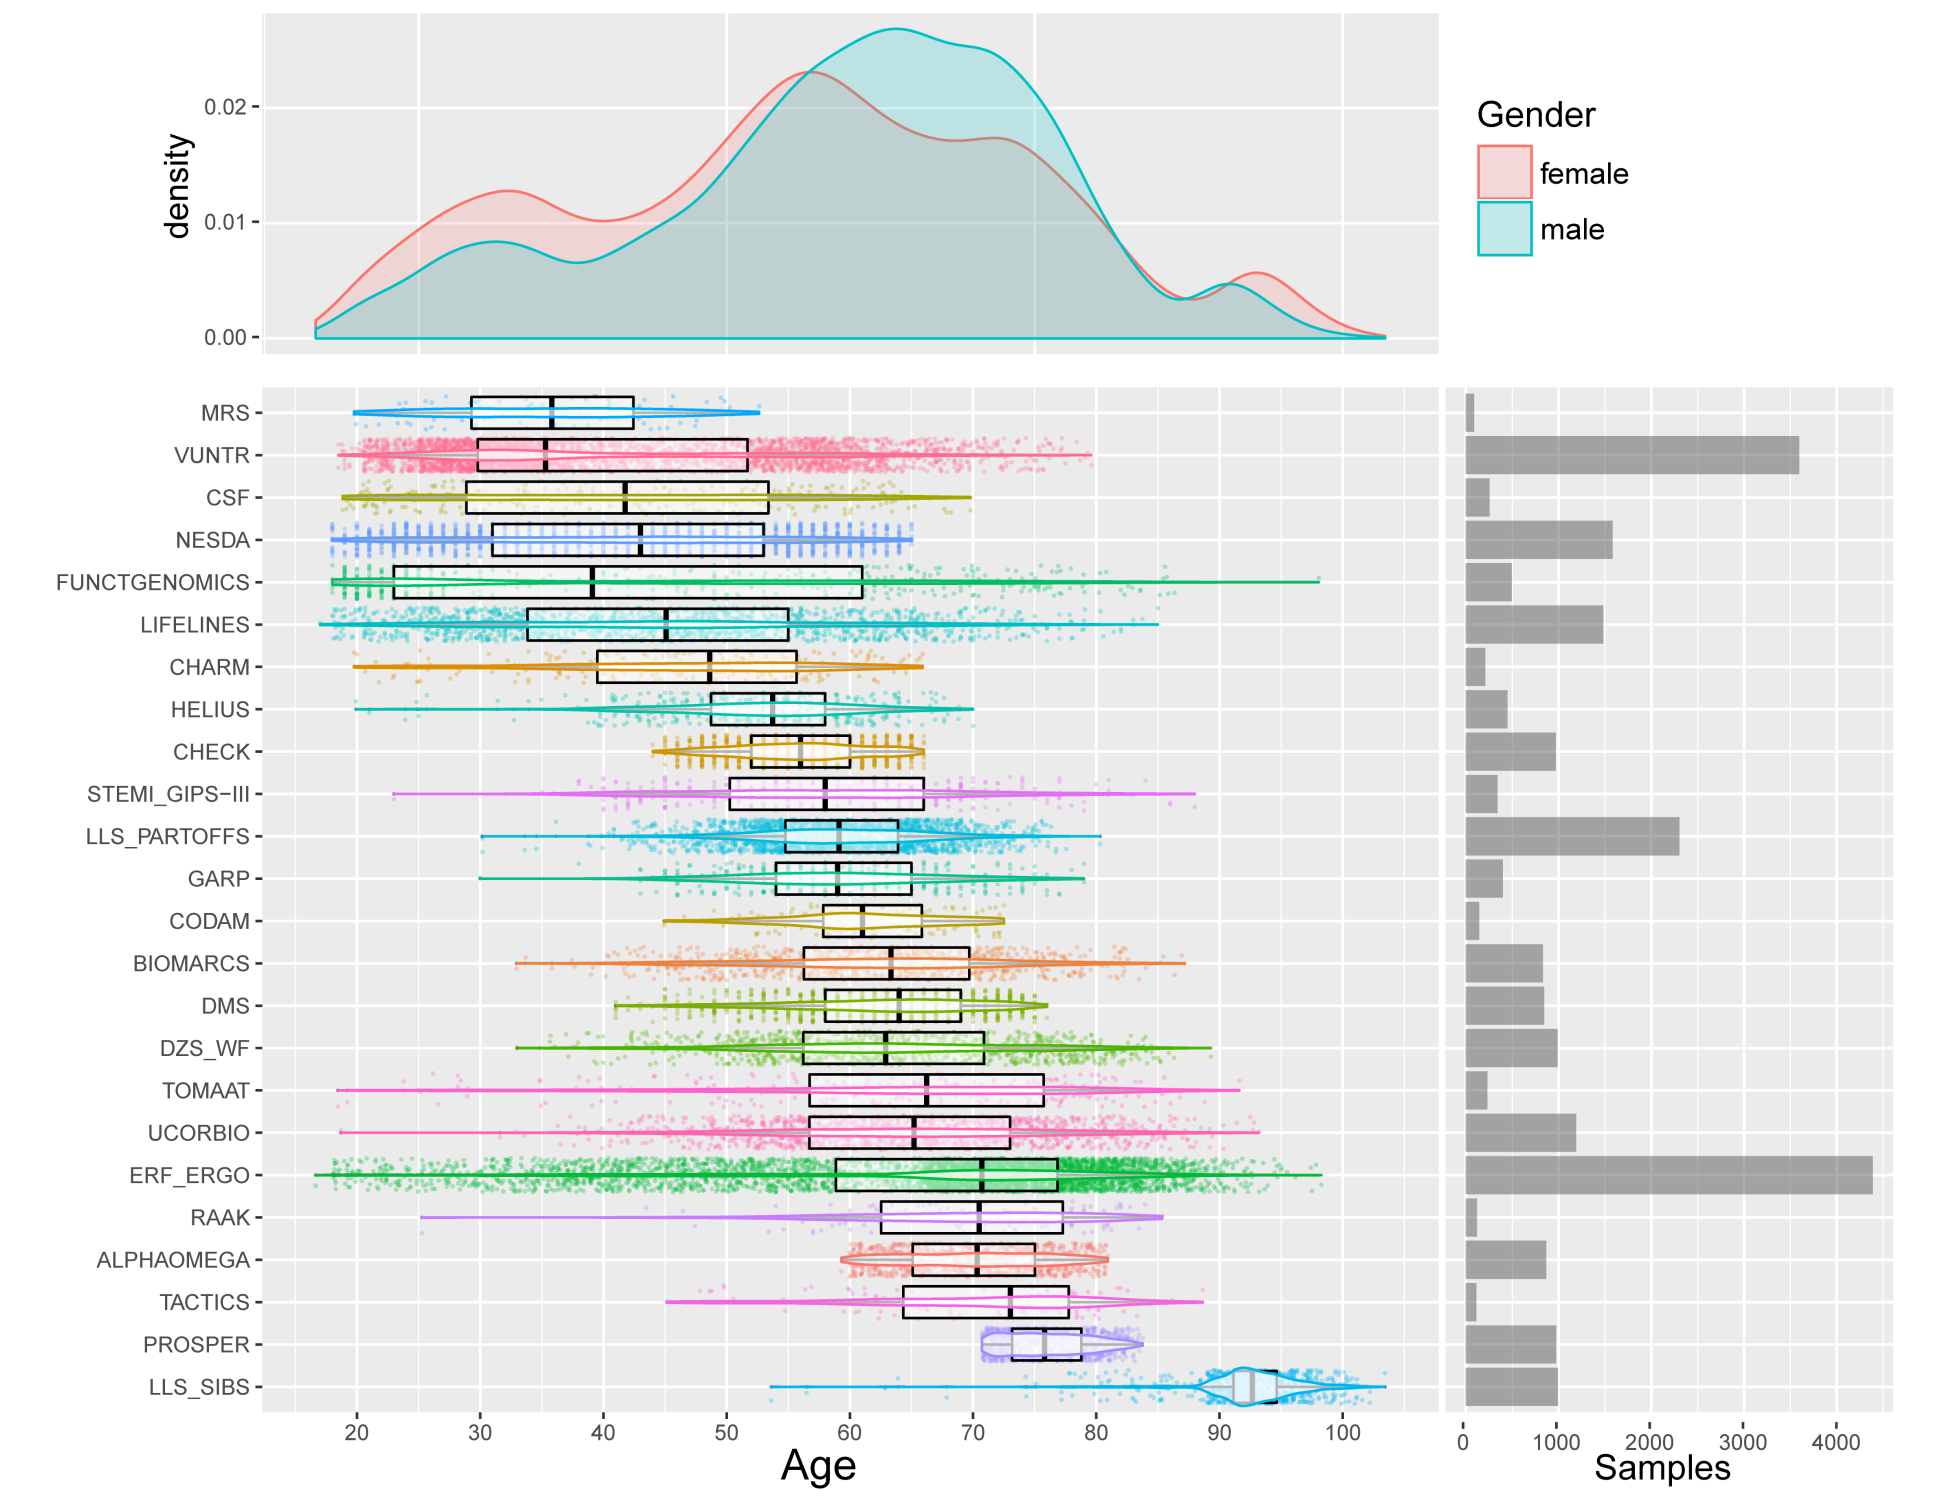 density
0.02
0.01
0.00
Gender
female
male
MRS
VUNTR
CSF
NESDA
FUNCTGENOMICS
LIFELINES
CHARM
HELIUS
CHECK
STEMI_GIPS−III
LLS_PARTOFFS
GARP
CODAM
BIOMARCS
DMS
DZS_WF
TOMAAT
UCORBIO
ERF_ERGO
RAAK
ALPHAOMEGA
TACTICS
PROSPER
LLS_SIBS
20 30 40 50 60 70 80 90 100
Age
0 1000 2000 3000 4000
Samples